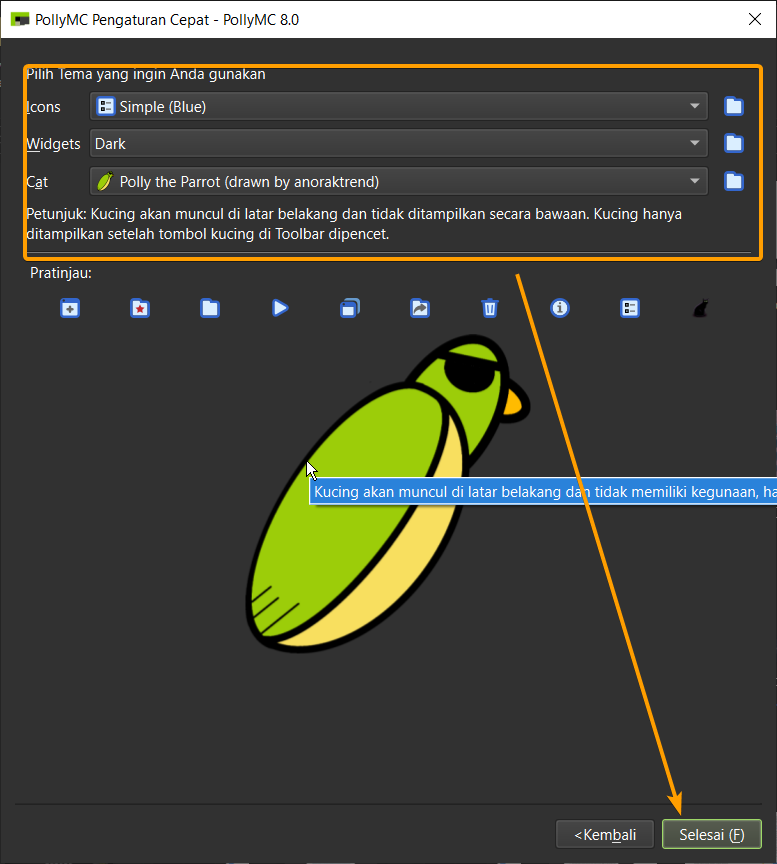 PollyMC Pengaturan Cepat - PollyMC 8.0
Pilih Tema yang ingin Anda gunakan
Icons
Simple (Blue)
Widgets
Dark
Cat
Polly the Parrot (drawn by anoraktrend)
Petunjuk: Kucing akan muncul di latar belakang dan tidak ditampilkan secara bawaan. Kucing hanya
ditampilkan setelah tombol kucing di Toolbar dipencet.
Pratinjau:
Kucing akan muncul di latar belakang dan tidak memiliki kegunaan, ha
<Kembali
Selesai (F)